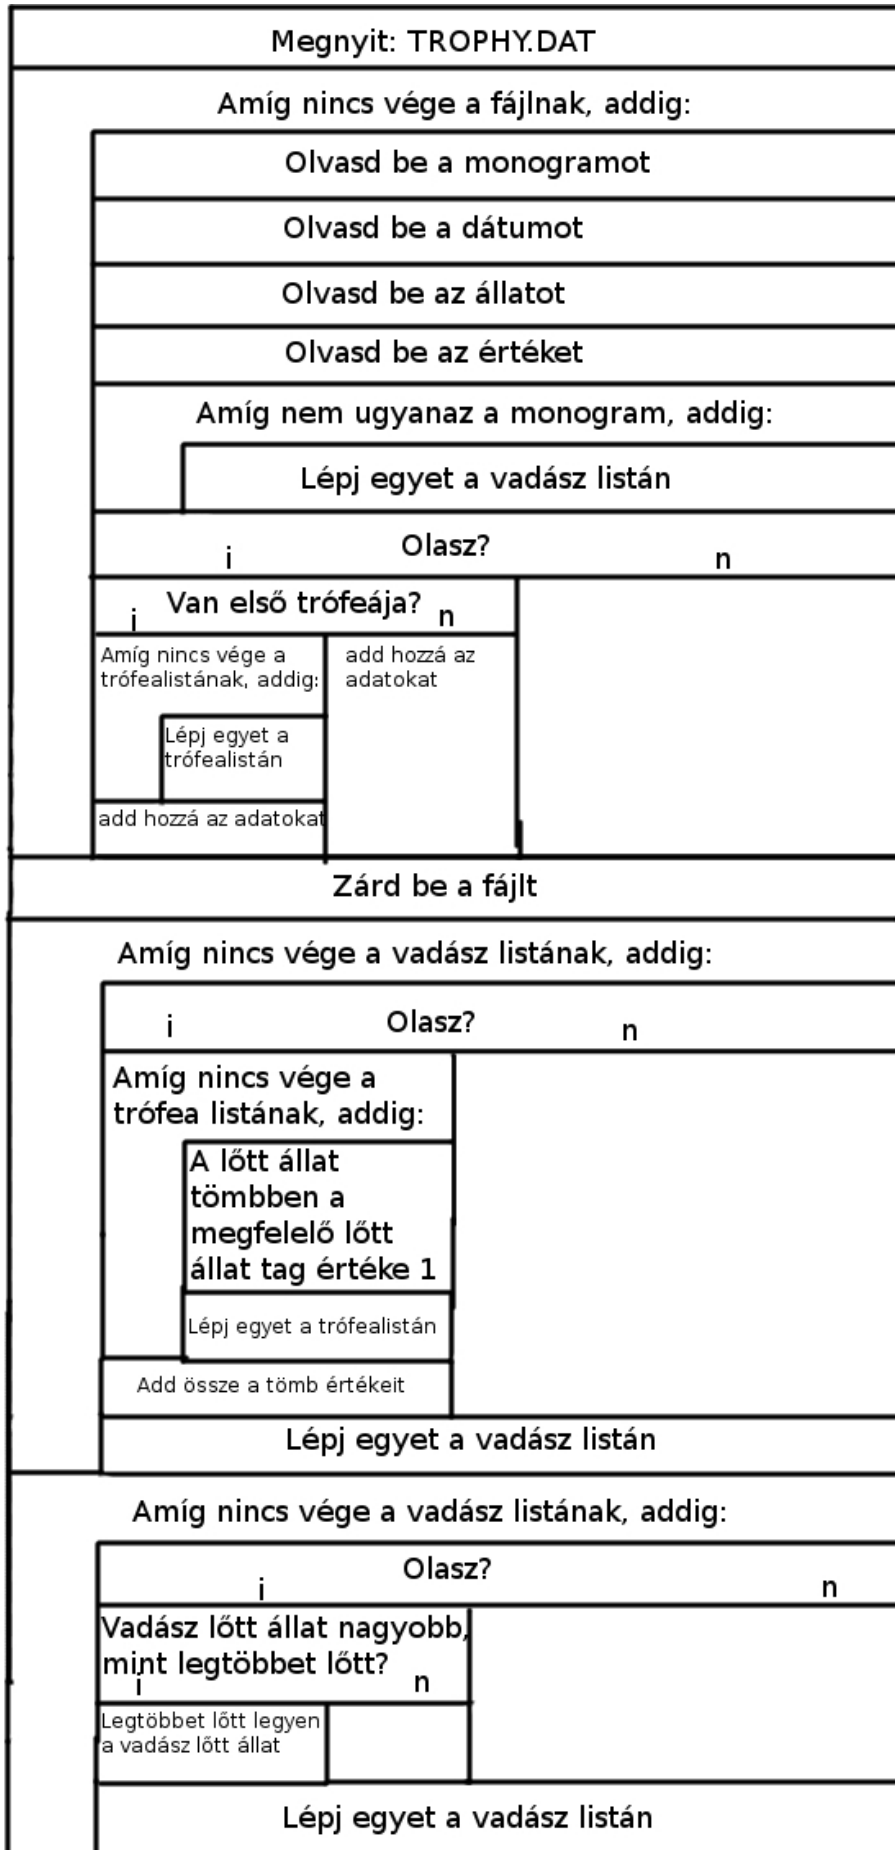 Megnyit: TROPHY.DAT
Amíg nincs vége a fájlnak, addig:
Olvasd be a monogramot
Olvasd be a dátumot
Olvasd be az állatot
Olvasd be az értéket
Amíg nem ugyanaz a monogram, addig:
Lépj egyet a vadász listán
Olasz?
i
n
Van első trófeája?
i
n
Amíg nincs vége a
trófealistának, addig:
Lépj egyet a
trófealistán
add hozzá az adatokat
add hozzá az
adatokat
Zárd be a fájlt
Amíg nincs vége a vadász listának, addig:
Olasz?
i
n
Amíg nincs vége a
trófea listának, addig:
A lőtt állat
tömbben a
megfelelő lőtt
állat tag értéke 1
Lépj egyet a trófealistán
Add össze a tömb értékeit
Lépj egyet a vadász listán
Amíg nincs vége a vadász listának, addig:
Olasz?
i
n
Vadász lőtt állat nagyobb,
mint legtöbbet lőtt?
i
n
Legtöbbet lőtt legyen
a vadász lőtt állat
Lépj egyet a vadász listán